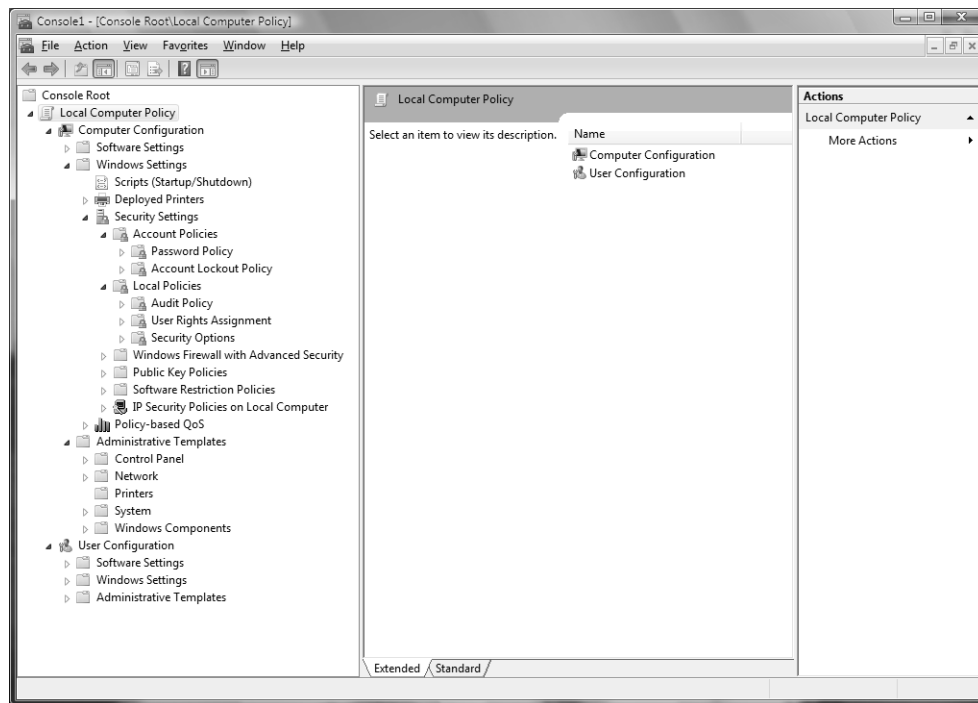 Console1 - [Console Root\Local Computer Policy]
File Action View Favorites Window Help
Console Root
Local Computer Policy
Computer Configuration
Software Settings
Windows Settings
Scripts (Startup/Shutdown)
Deployed Printers
Security Settings
Account Policies
Password Policy
Account Lockout Policy
Local Policies
Audit Policy
User Rights Assignment
Security Options
Windows Firewall with Advanced Security
Public Key Policies
Software Restriction Policies
IP Security Policies on Local Computer
Policy-based QoS
Administrative Templates
Control Panel
Network
Printers
System
Windows Components
User Configuration
Software Settings
Windows Settings
Administrative Templates
Local Computer Policy
Select an item to view its description.
Name
Computer Configuration
User Configuration
Extended Standard
Actions
Local Computer Policy
More Actions